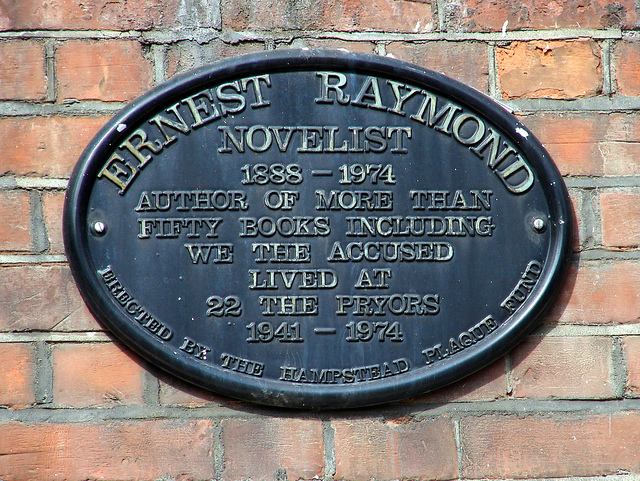 ERNEST RAYMOND
NOVELIST
1888 – 1974
AUTHOR OF MORE THAN
FIFTY BOOKS INCLUDING
WE THE ACCUSED
LIVED AT
22 THE PRYORS
1941 – 1974
ERECTED BY THE HAMPSTEAD PLAQUE FUND